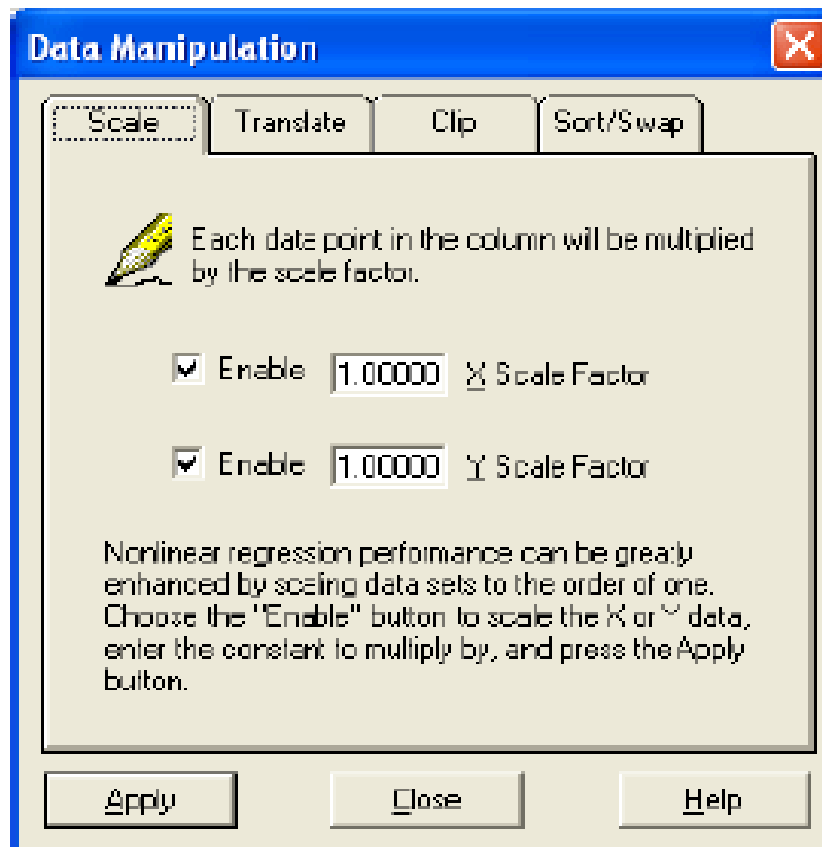 Data Manipulation
Scale Translate Clip Sort/Swap
Each data point in the column will be multiplied
by the scale factor.
Enable 1.00000 X Scale Factor
Enable 1.00000 Y Scale Factor
Nonlinear regression performance can be greatly
enhanced by scaling data sets to the order of one.
Choose the "Enable" button to scale the X or Y data,
enter the constant to multiply by, and press the Apply
button.
Apply Close Help